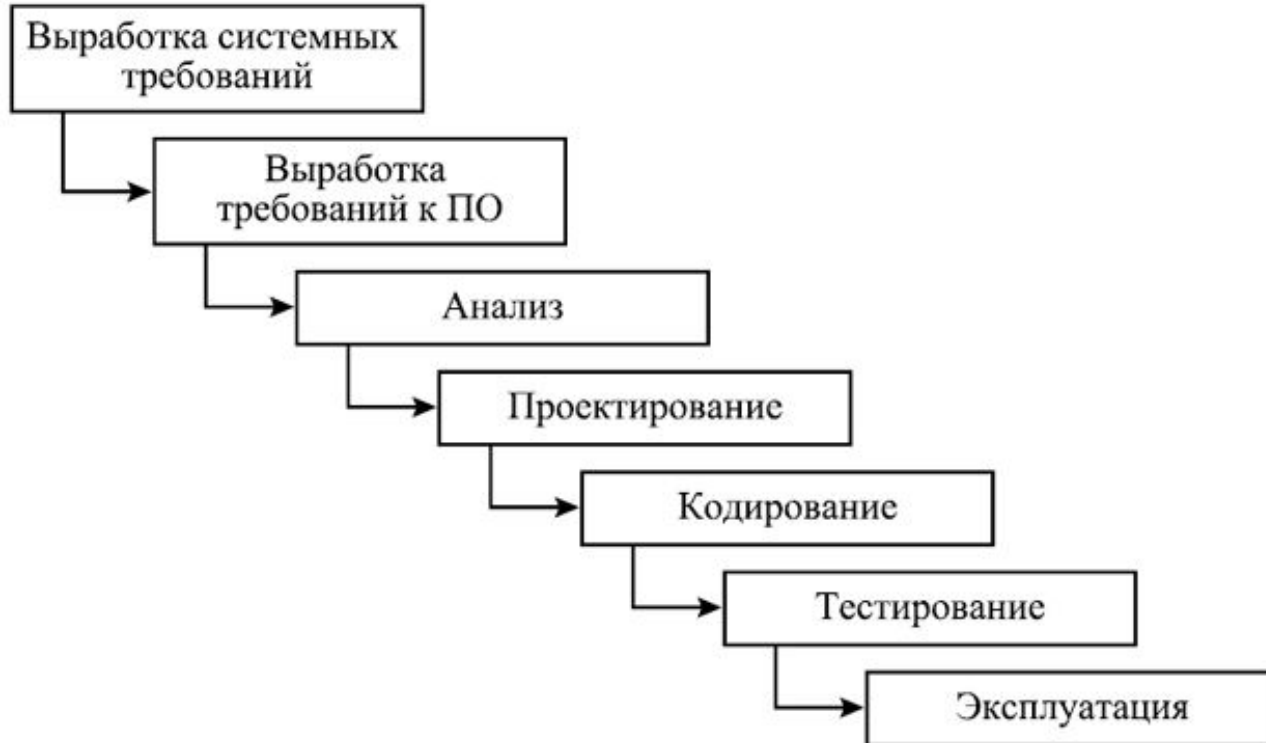 Выработка системных
требований
Выработка
требований к ПО
Анализ
Проектирование
Кодирование
Тестирование
Эксплуатация